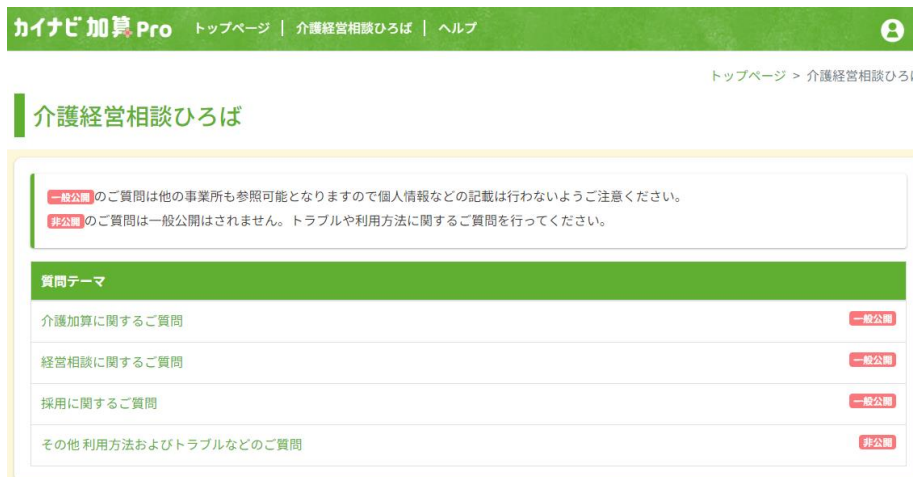 カイナビ 加算 Pro トップページ | 介護経営相談ひろば | ヘルプ
トップページ > 介護経営相談ひろ
介護経営相談ひろば
一般公開のご質問は他の事業所も参照可能となりますので個人情報などの記載は行わないようご注意ください。
非公開のご質問は一般公開はされません。トラブルや利用方法に関するご質問を行ってください。
質問テーマ
介護加算に関するご質問 一般公開
経営相談に関するご質問 一般公開
採用に関するご質問 一般公開
その他 利用方法およびトラブルなどのご質問 非公開